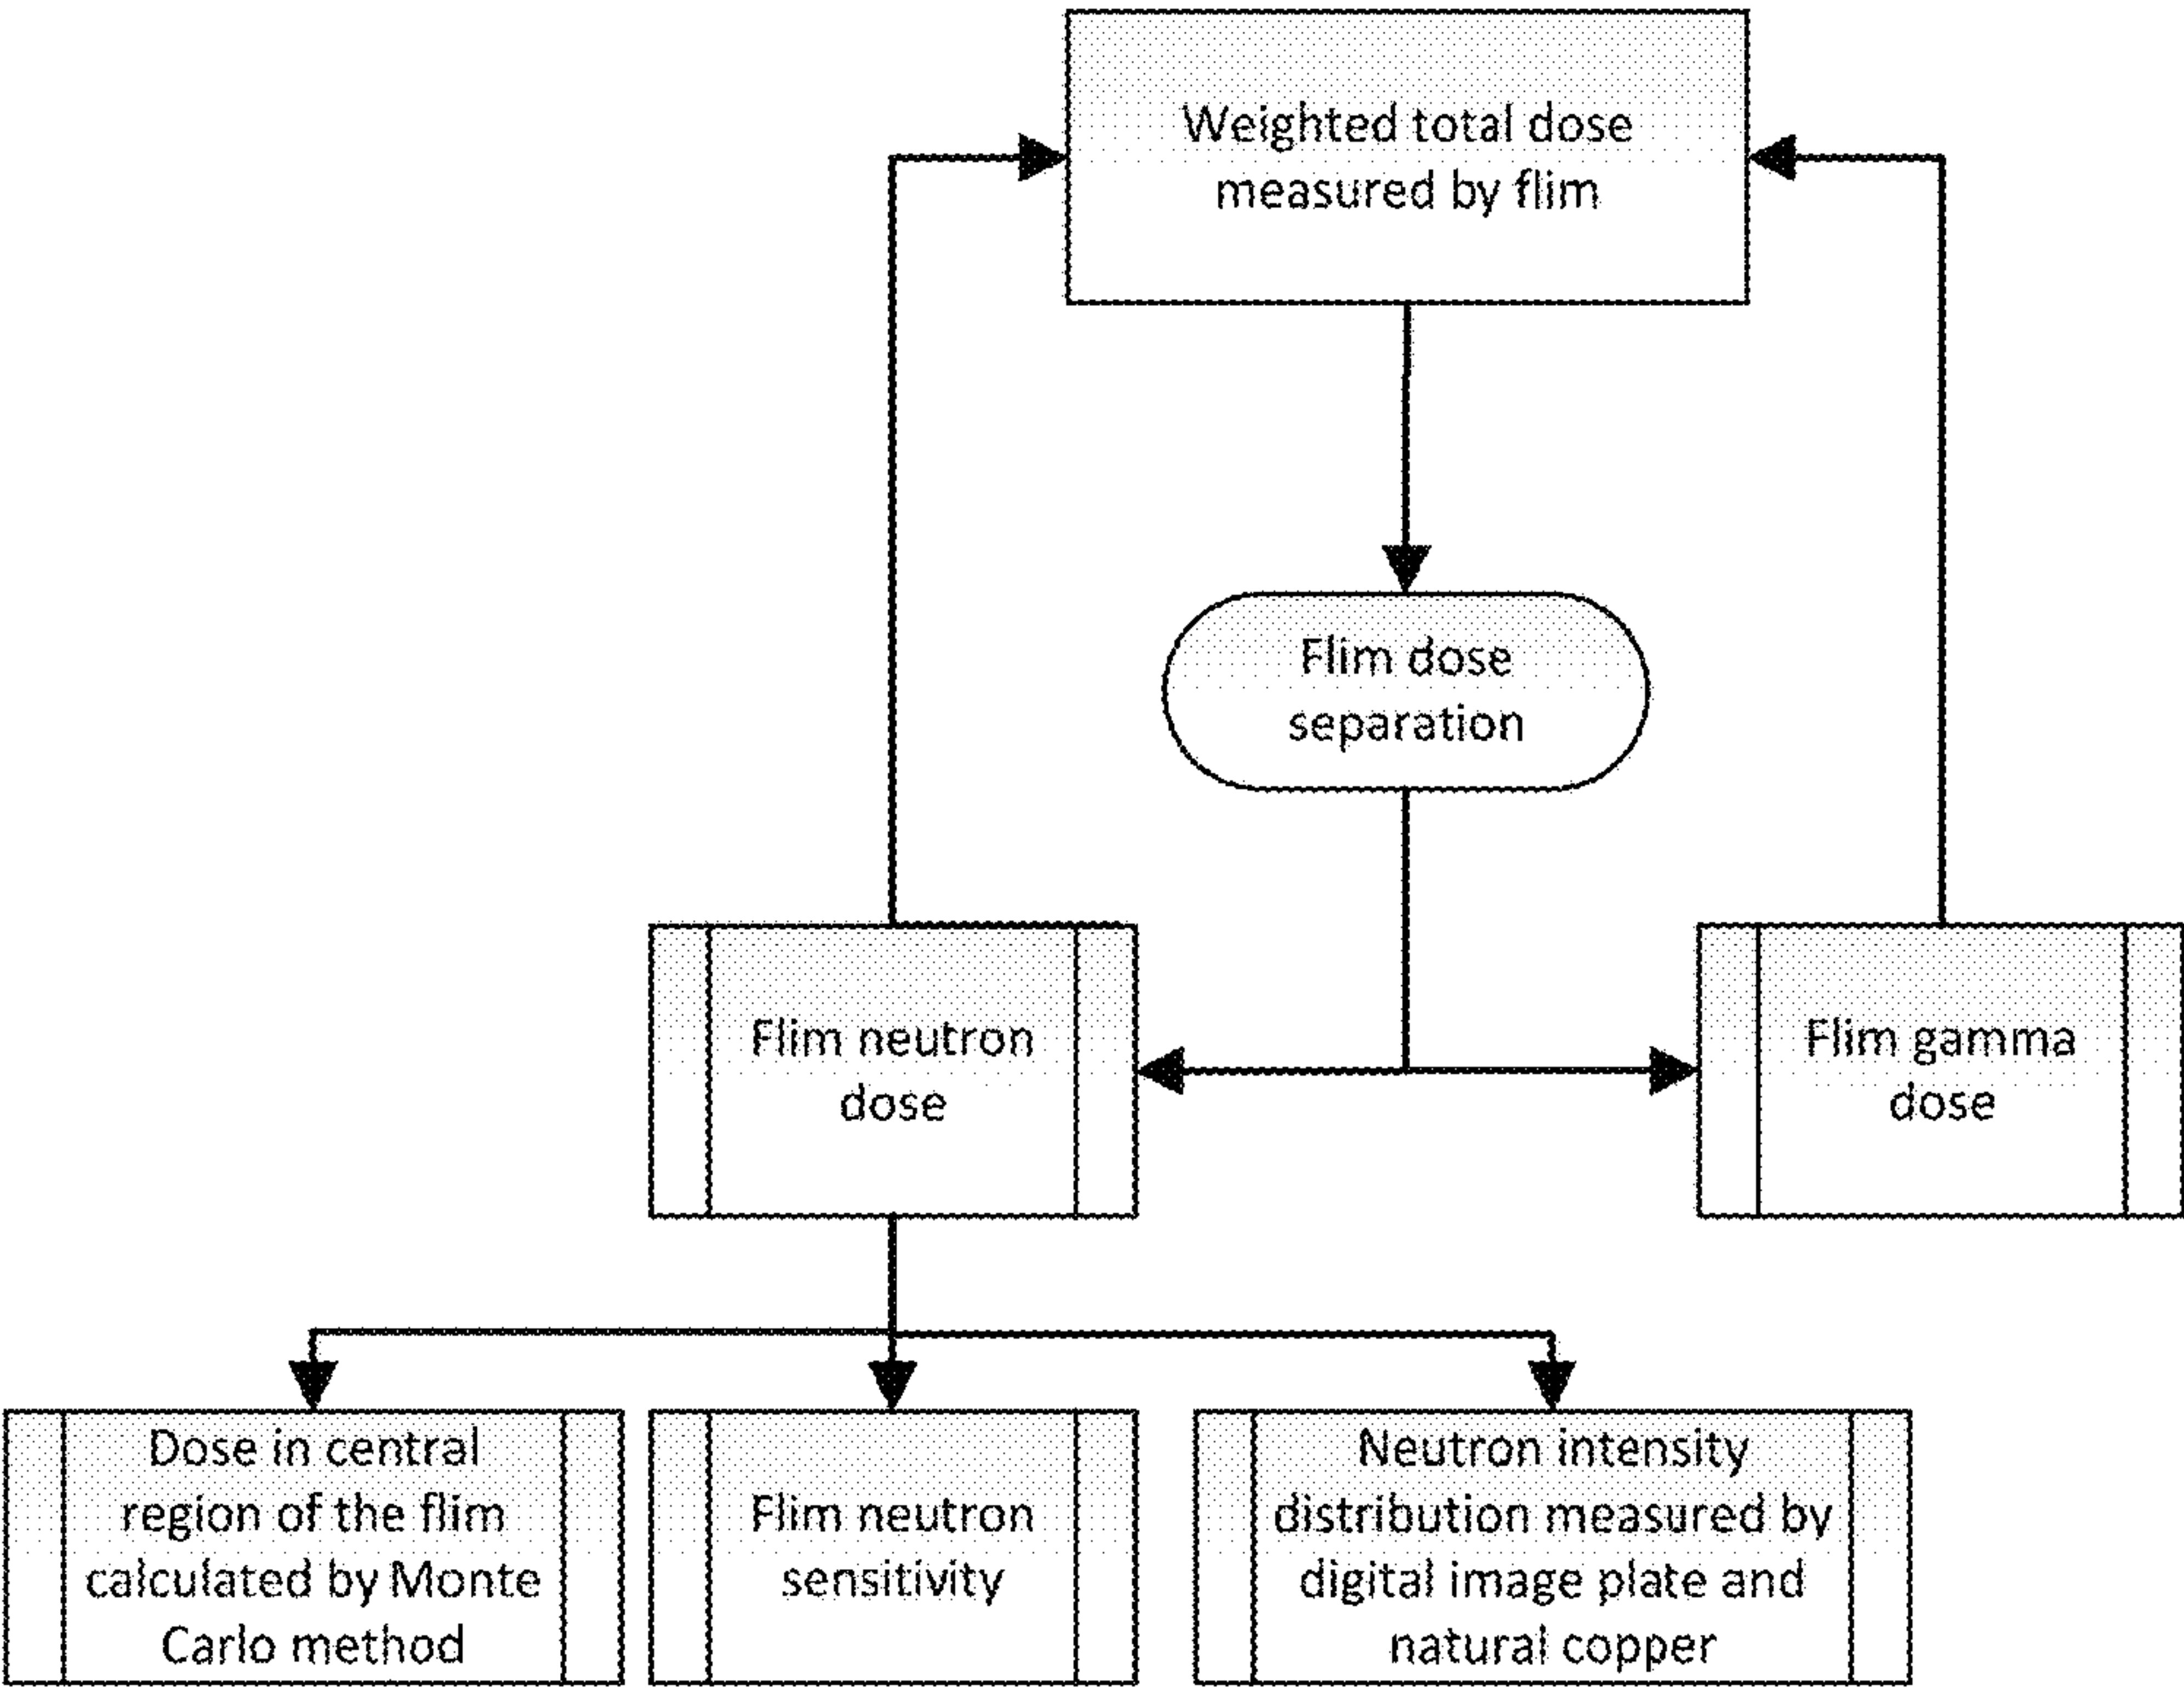 Weighted total dose
measured by flim
Flim dose
separation
Flim neutron
dose
Flim gamma
dose
Dose in central
region of the flim
calculated by Monte
Carlo method
Flim neutron
sensitivity
Neutron intensity
distribution measured by
digital image plate and
natural copper